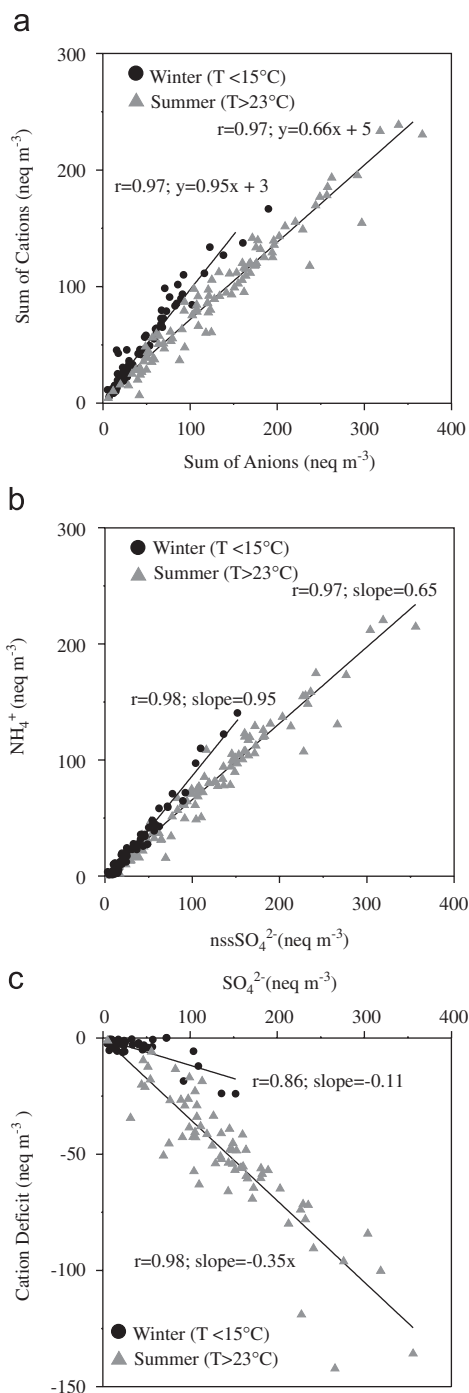 a
300
Winter (T <15°C)
Summer (T>23°C)
r=0.97; y=0.66x + 5
200
r=0.97; y=0.95x + 3
Sum of Cations (neq m⁻³)
100
0
0 100 200 300 400
Sum of Anions (neq m⁻³)
b
300
Winter (T <15°C)
Summer (T>23°C)
r=0.97; slope=0.65
200
r=0.98; slope=0.95
NH₄⁺ (neq m⁻³)
100
0
0 100 200 300 400
nssSO₄²⁻(neq m⁻³)
c
SO₄²⁻(neq m⁻³)
0 100 200 300 400
0
r=0.86; slope=-0.11
-50
Cation Deficit (neq m⁻³ )
-100
r=0.98; slope=-0.35x
Winter (T <15°C)
Summer (T>23°C)
-150